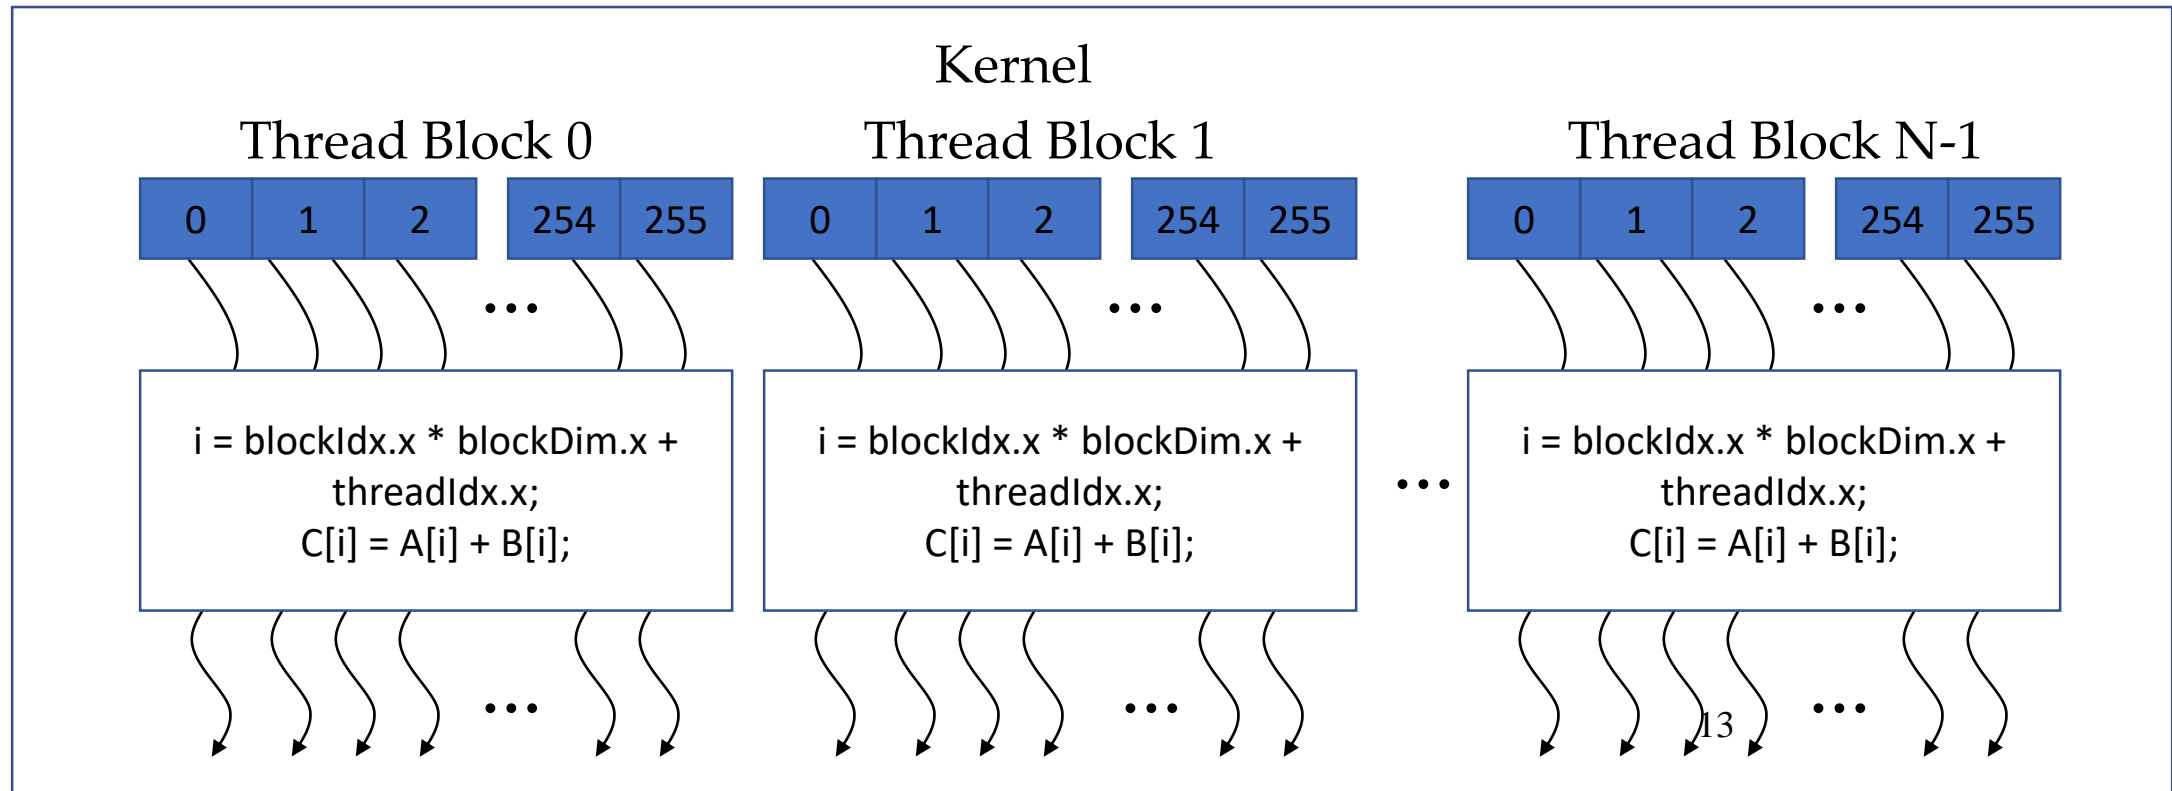 Kernel
Thread Block 0
Thread Block 1
Thread Block N-1
0 1 2 254 255
0 1 2 254 255
0 1 2 254 255
...
...
...
i = blockIdx.x * blockDim.x +
threadIdx.x;
C[i] = A[i] + B[i];
i = blockIdx.x * blockDim.x +
threadIdx.x;
C[i] = A[i] + B[i];
...
i = blockIdx.x * blockDim.x +
threadIdx.x;
C[i] = A[i] + B[i];
...
...
...
13